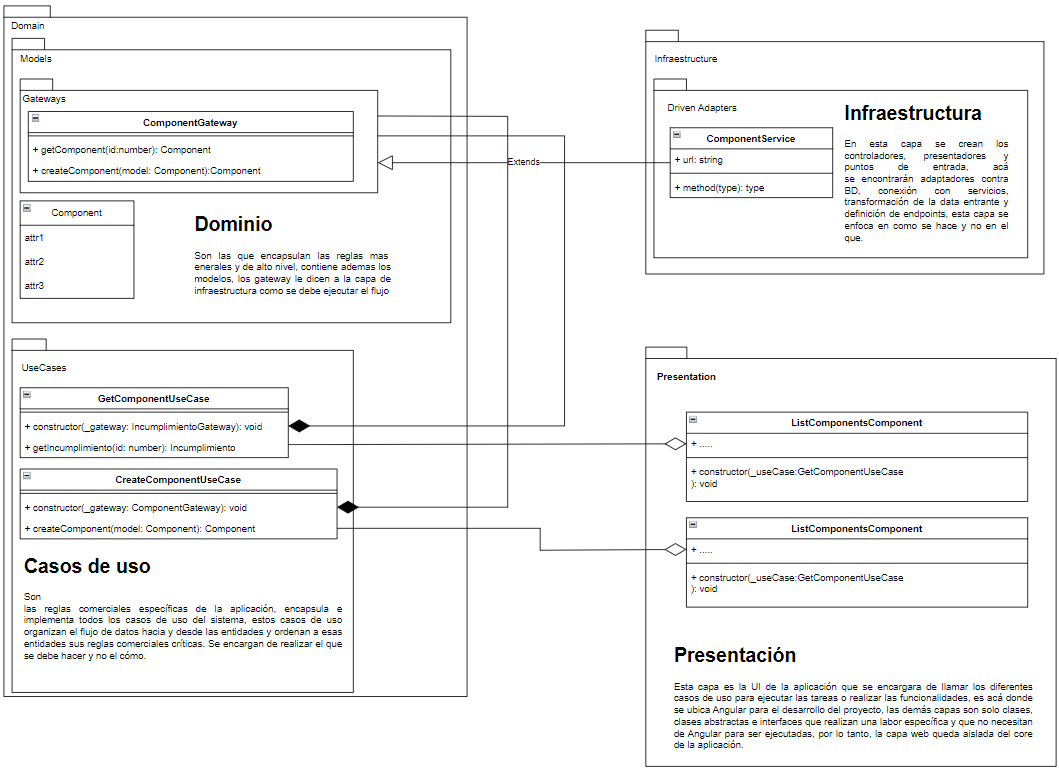 Domain
Models
Gateways
ComponentGateway
+ getComponent(id:number): Component
+ createComponent(model: Component):Component
Component
attr1
attr2
attr3
Dominio
Son las que encapsulan las reglas mas
enerales y de alto nivel, contiene ademas los
modelos, los gateway le dicen a la capa de
infraestructura como se debe ejecutar el flujo
UseCases
GetComponentUseCase
+ constructor(_gateway: IncumplimientoGateway): void
+ getIncumplimiento(id: number): Incumplimiento
CreateComponentUseCase
+ constructor(_gateway: ComponentGateway): void
+ createComponent(model: Component): Component
Casos de uso
Son
las reglas comerciales específicas de la aplicación, encapsula e
implementa todos los casos de uso del sistema, estos casos de uso
organizan el flujo de datos hacia y desde las entidades y ordenan a esas
entidades sus reglas comerciales críticas. Se encargan de realizar el que
se debe hacer y no el cómo.
Extends
Infraestructure
Driven Adapters
ComponentService
+ url: string
+ method(type): type
Infraestructura
En esta capa se crean los
controladores, presentadores y
puntos de entrada, acá
se encontrarán adaptadores contra
BD, conexión con servicios,
transformación de la data entrante y
definición de endpoints, esta capa se
enfoca en como se hace y no en el
que.
Presentation
ListComponentsComponent
+ .....
+ constructor(_useCase:GetComponentUseCase
): void
ListComponentsComponent
+ .....
+ constructor(_useCase:GetComponentUseCase
): void
Presentación
Esta capa es la UI de la aplicación que se encargara de llamar los diferentes
casos de uso para ejecutar las tareas o realizar las funcionalidades, es acá donde
se ubica Angular para el desarrollo del proyecto, las demás capas son solo clases,
clases abstractas e interfaces que realizan una labor específica y que no necesitan
de Angular para ser ejecutadas, por lo tanto, la capa web queda aislada del core
de la aplicación.